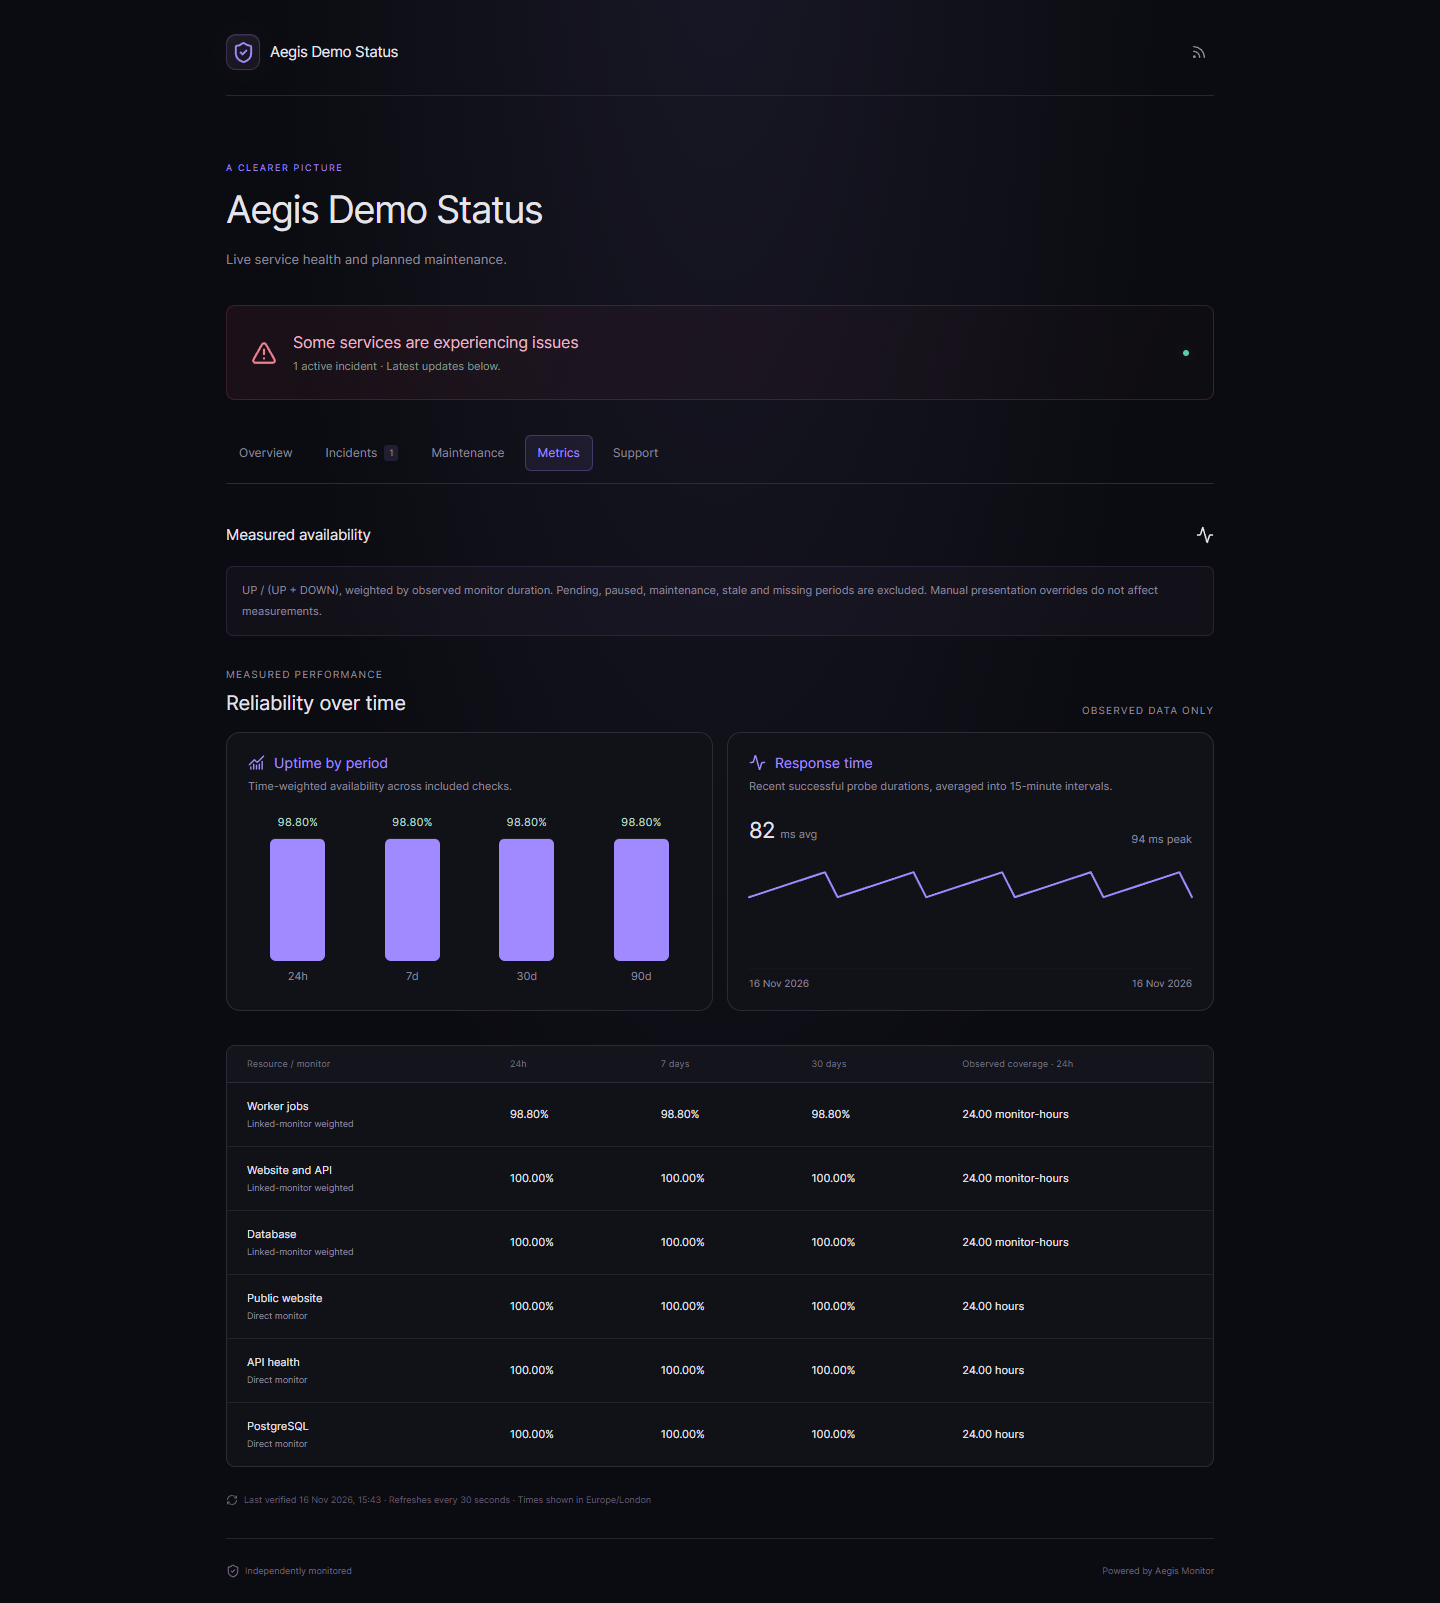 Aegis Demo Status
A CLEARER PICTURE
Aegis Demo Status
Live service health and planned maintenance.
Some services are experiencing issues
1 active incident · Latest updates below.
Overview Incidents 1 Maintenance Metrics Support
Measured availability
UP / (UP + DOWN), weighted by observed monitor duration. Pending, paused, maintenance, stale and missing periods are excluded. Manual presentation overrides do not affect
measurements.
MEASURED PERFORMANCE
Reliability over time
OBSERVED DATA ONLY
Uptime by period
Time-weighted availability across included checks.
98.80% 98.80% 98.80% 98.80%
24h 7d 30d 90d
Response time
Recent successful probe durations, averaged into 15-minute intervals.
82 ms avg
94 ms peak
16 Nov 2026 16 Nov 2026
Resource / monitor 24h 7 days 30 days Observed coverage · 24h
Worker jobs
Linked-monitor weighted
98.80% 98.80% 98.80% 24.00 monitor-hours
Website and API
Linked-monitor weighted
100.00% 100.00% 100.00% 24.00 monitor-hours
Database
Linked-monitor weighted
100.00% 100.00% 100.00% 24.00 monitor-hours
Public website
Direct monitor
100.00% 100.00% 100.00% 24.00 hours
API health
Direct monitor
100.00% 100.00% 100.00% 24.00 hours
PostgreSQL
Direct monitor
100.00% 100.00% 100.00% 24.00 hours
Last verified 16 Nov 2026, 15:43 · Refreshes every 30 seconds · Times shown in Europe/London
Independently monitored
Powered by Aegis Monitor